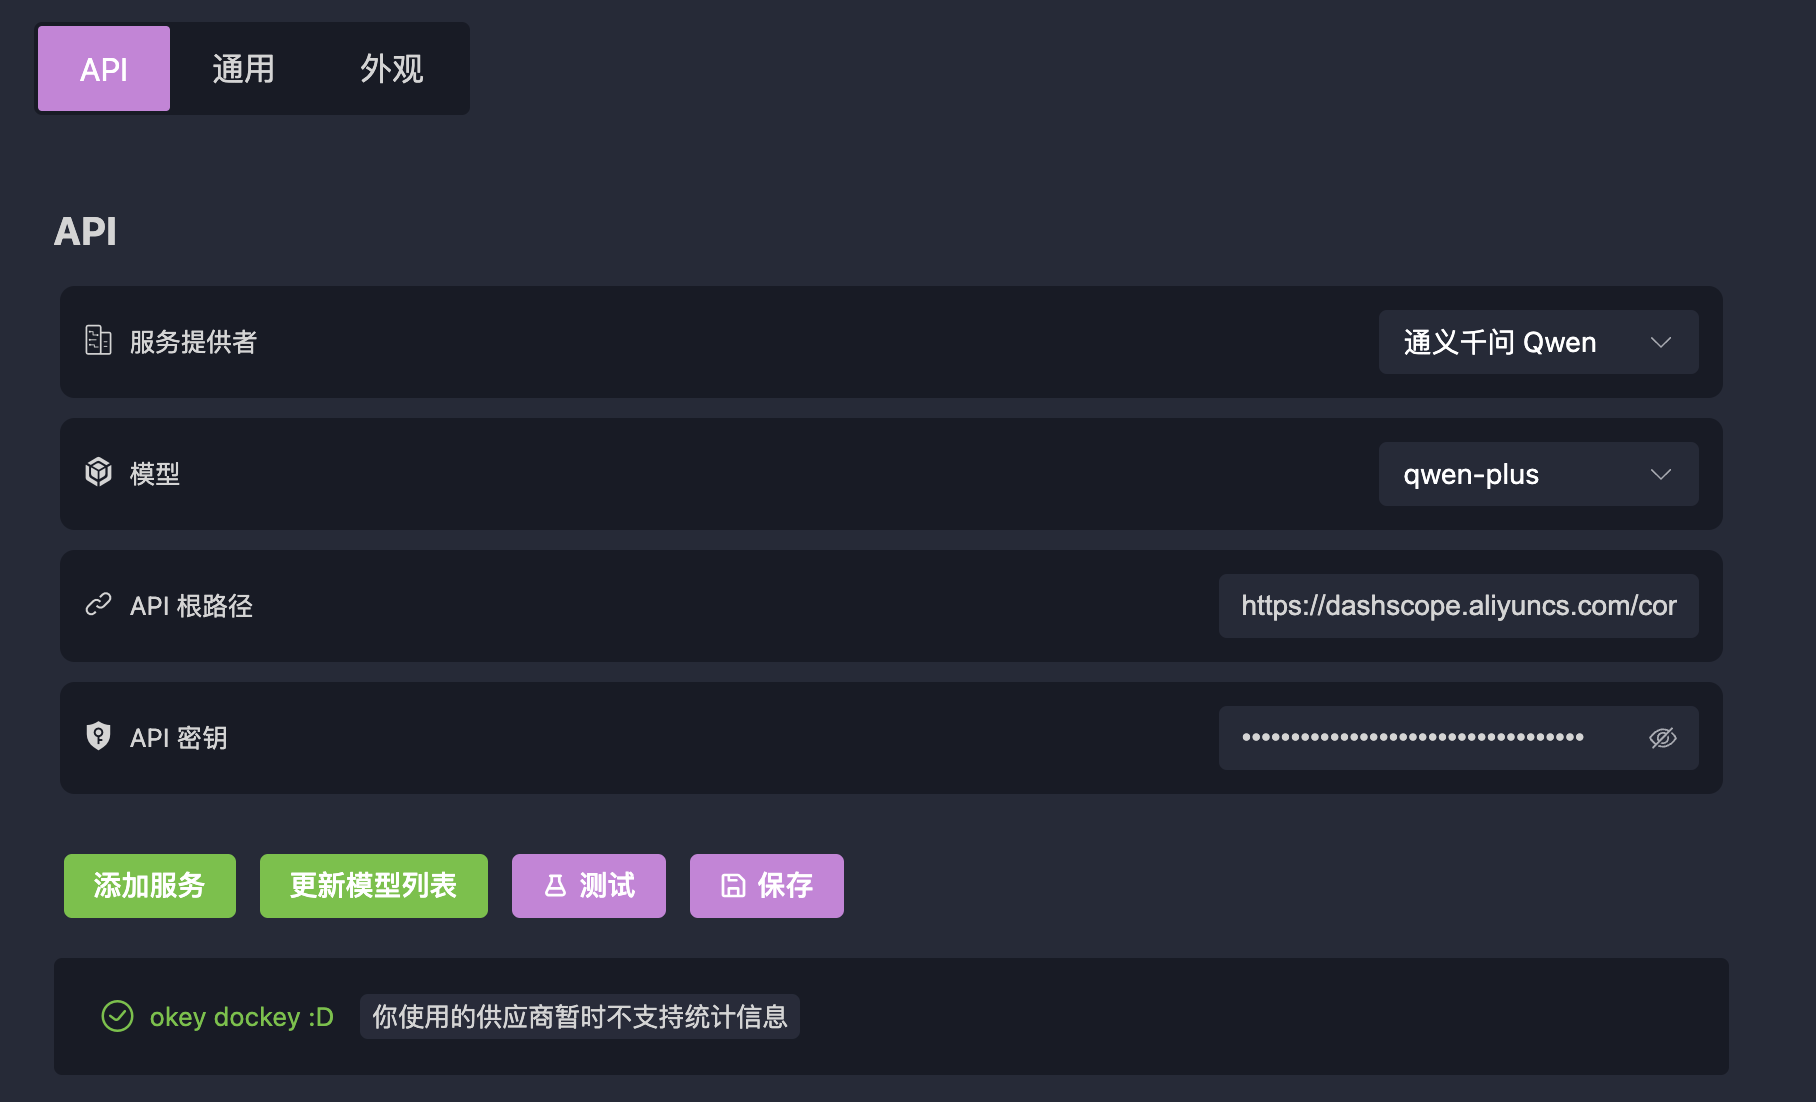 API 通用 外观
API
服务提供者 通义千问 Qwen
模型 qwen-plus
API 根路径 https://dashscope.aliyuncs.com/cor
API 密钥 •••••••••••••••••••••••••••••••••••
添加服务 更新模型列表 测试 保存
okey dockey :D 你使用的供应商暂时不支持统计信息